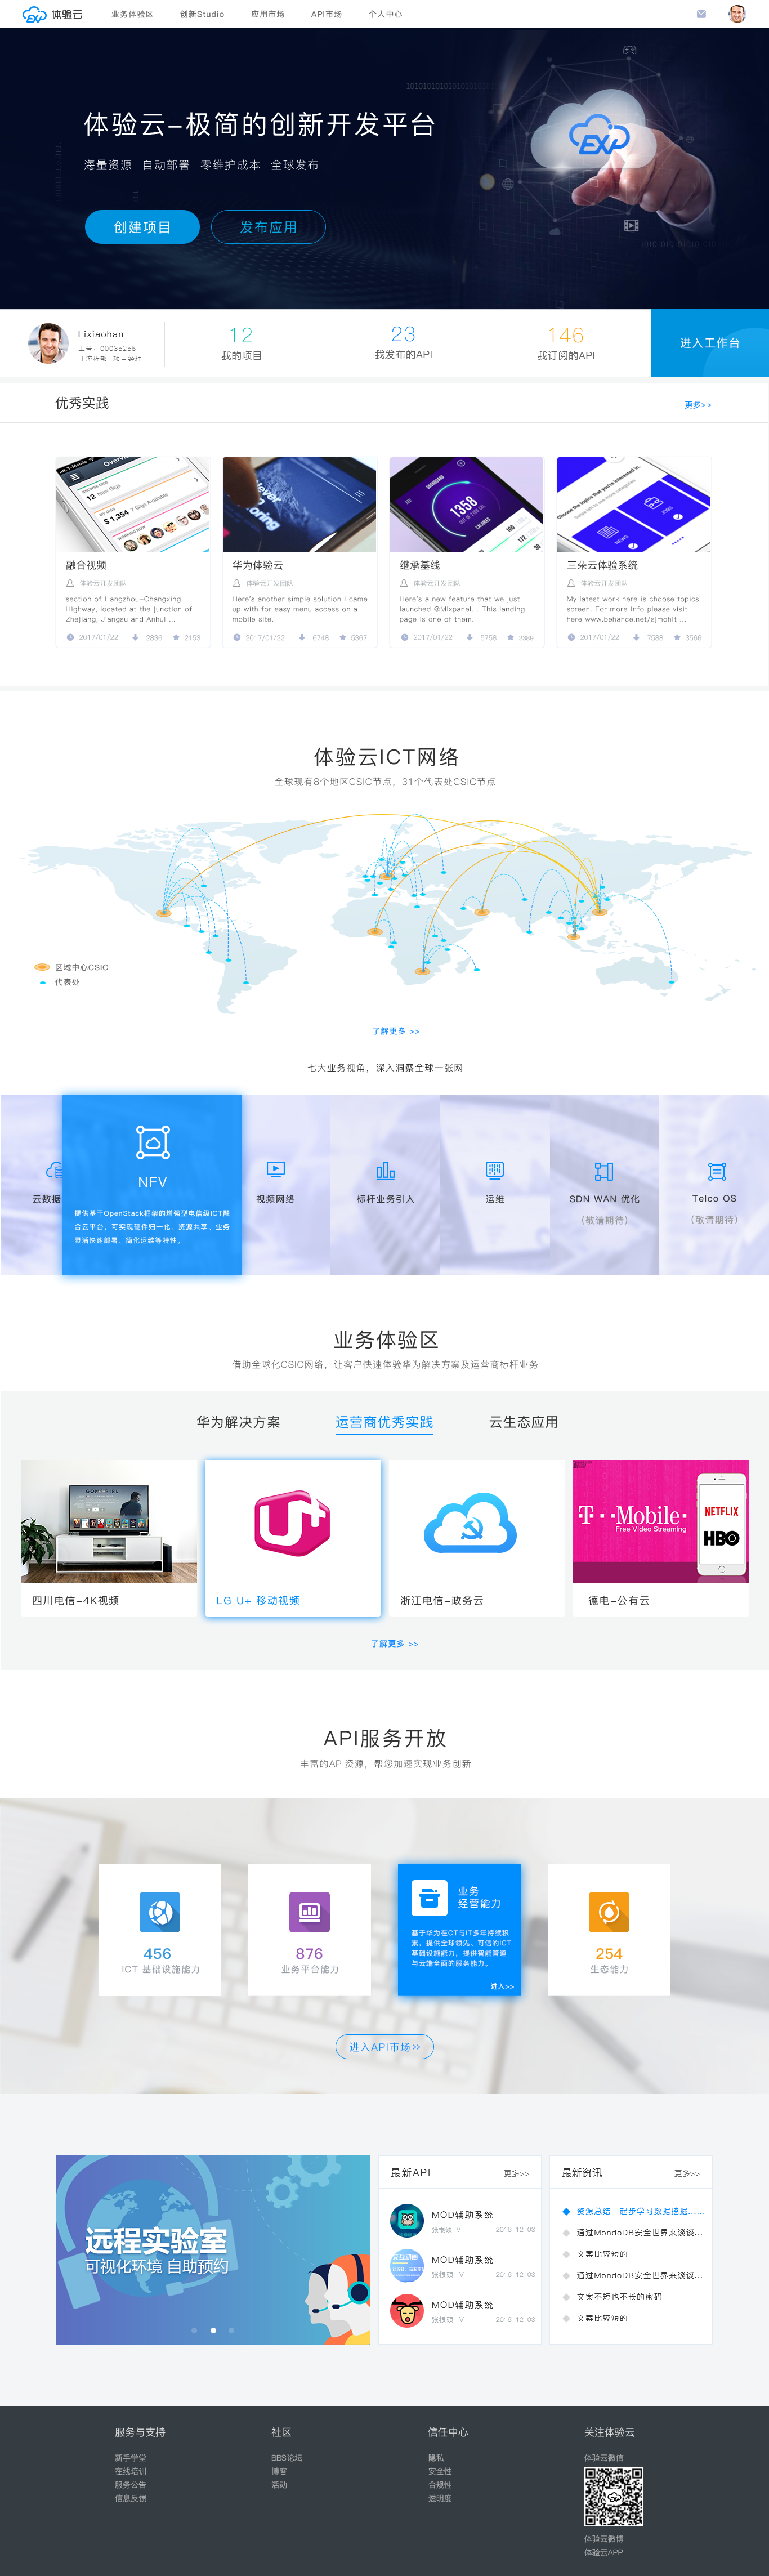 体验云 业务体验区 创新Studio 应用市场 API市场 个人中心
体验云-极简的创新开发平台
海量资源 自动部署 零维护成本 全球发布
创建项目 发布应用
Lixiaohan
工号：00035256
项目经理
12
我的项目
23
我发布的API
146
我订阅的API
进入工作台
优秀实践
更多>>
12 New Gigs
$ 1,354
7 Gigs Available
DASHBOARD
1358
CALORIES
Choose the topics you're interested in.
NEWS
JOBS
融合视频
体验云开发团队
section of Hangzhou-Changxing
Highway, located at the junction of
Zhejiang, Jiangsu and Anhui ...
2017/01/22 2836 2153
华为体验云
体验云开发团队
Here's another simple solution I came
up with for easy menu access on a
mobile site.
2017/01/22 6748 5367
继承基线
体验云开发团队
Here's a new feature that we just
launched @Mixpanel. . This landing
page is one of them.
2017/01/22 5758 2389
三朵云体验系统
体验云开发团队
My latest work here is choose topics
screen. For more info please visit
here www.behance.net/sjmohit ...
2017/01/22 7588 3566
体验云ICT网络
全球现有8个地区CSIC节点，31个代表处CSIC节点
区域中心CSIC
代表处
了解更多 >>
七大业务视角，深入洞察全球一张网
云数据
NFV
提供基于OpenStack框架的增强型电信级ICT融
合云平台，可实现硬件归一化、资源共享、业务
灵活快速部署、简化运维等特性。
视频网络
标杆业务引入
运维
SDN WAN 优化
（敬请期待）
Telco OS
（敬请期待）
业务体验区
借助全球化CSIC网络，让客户快速体验华为解决方案及运营商标杆业务
华为解决方案 运营商优秀实践 云生态应用
U+
T··Mobile·
Free Video Streaming
NETFLIX
HBO
四川电信-4K视频
LG U+ 移动视频
浙江电信-政务云
德电-公有云
了解更多 >>
API服务开放
丰富的API资源，帮您加速实现业务创新
456
ICT 基础设施能力
876
业务平台能力
业务
经营能力
基于华为在CT与IT多年持续积
累，提供全球领先、可信的ICT
基础设施能力，提供智能管道
与云端全面的服务能力。
进入>>
254
生态能力
进入API市场>>
远程实验室
可视化环境 自助预约
最新API 更多>>
MOD辅助系统
V 2016-12-03
MOD辅助系统
V 2016-12-03
MOD辅助系统
V 2016-12-03
最新资讯 更多>>
资源总结一起步学习数据挖掘......
通过MondoDB安全世界来谈谈...
文案比较短的
通过MondoDB安全世界来谈谈...
文案不短也不长的密码
文案比较短的
服务与支持
新手学堂
在线培训
服务公告
信息反馈
社区
BBS论坛
博客
活动
信任中心
隐私
安全性
合规性
透明度
关注体验云
体验云微信
体验云微博
体验云APP